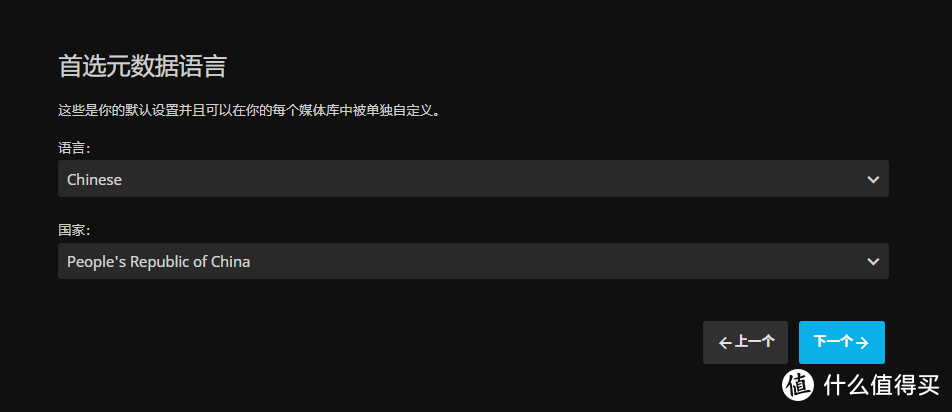 首选元数据语言
这些是你的默认设置并且可以在你的每个媒体库中被单独自定义。
语言:
Chinese
国家:
People's Republic of China
←上一个 下一个→
值 什么值得买